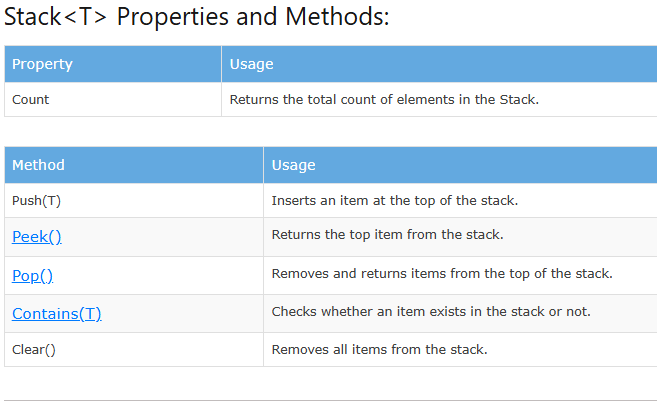 Stack<T> Properties and Methods:
Property Usage
Count Returns the total count of elements in the Stack.
Method Usage
Push(T) Inserts an item at the top of the stack.
Peek() Returns the top item from the stack.
Pop() Removes and returns items from the top of the stack.
Contains(T) Checks whether an item exists in the stack or not.
Clear() Removes all items from the stack.